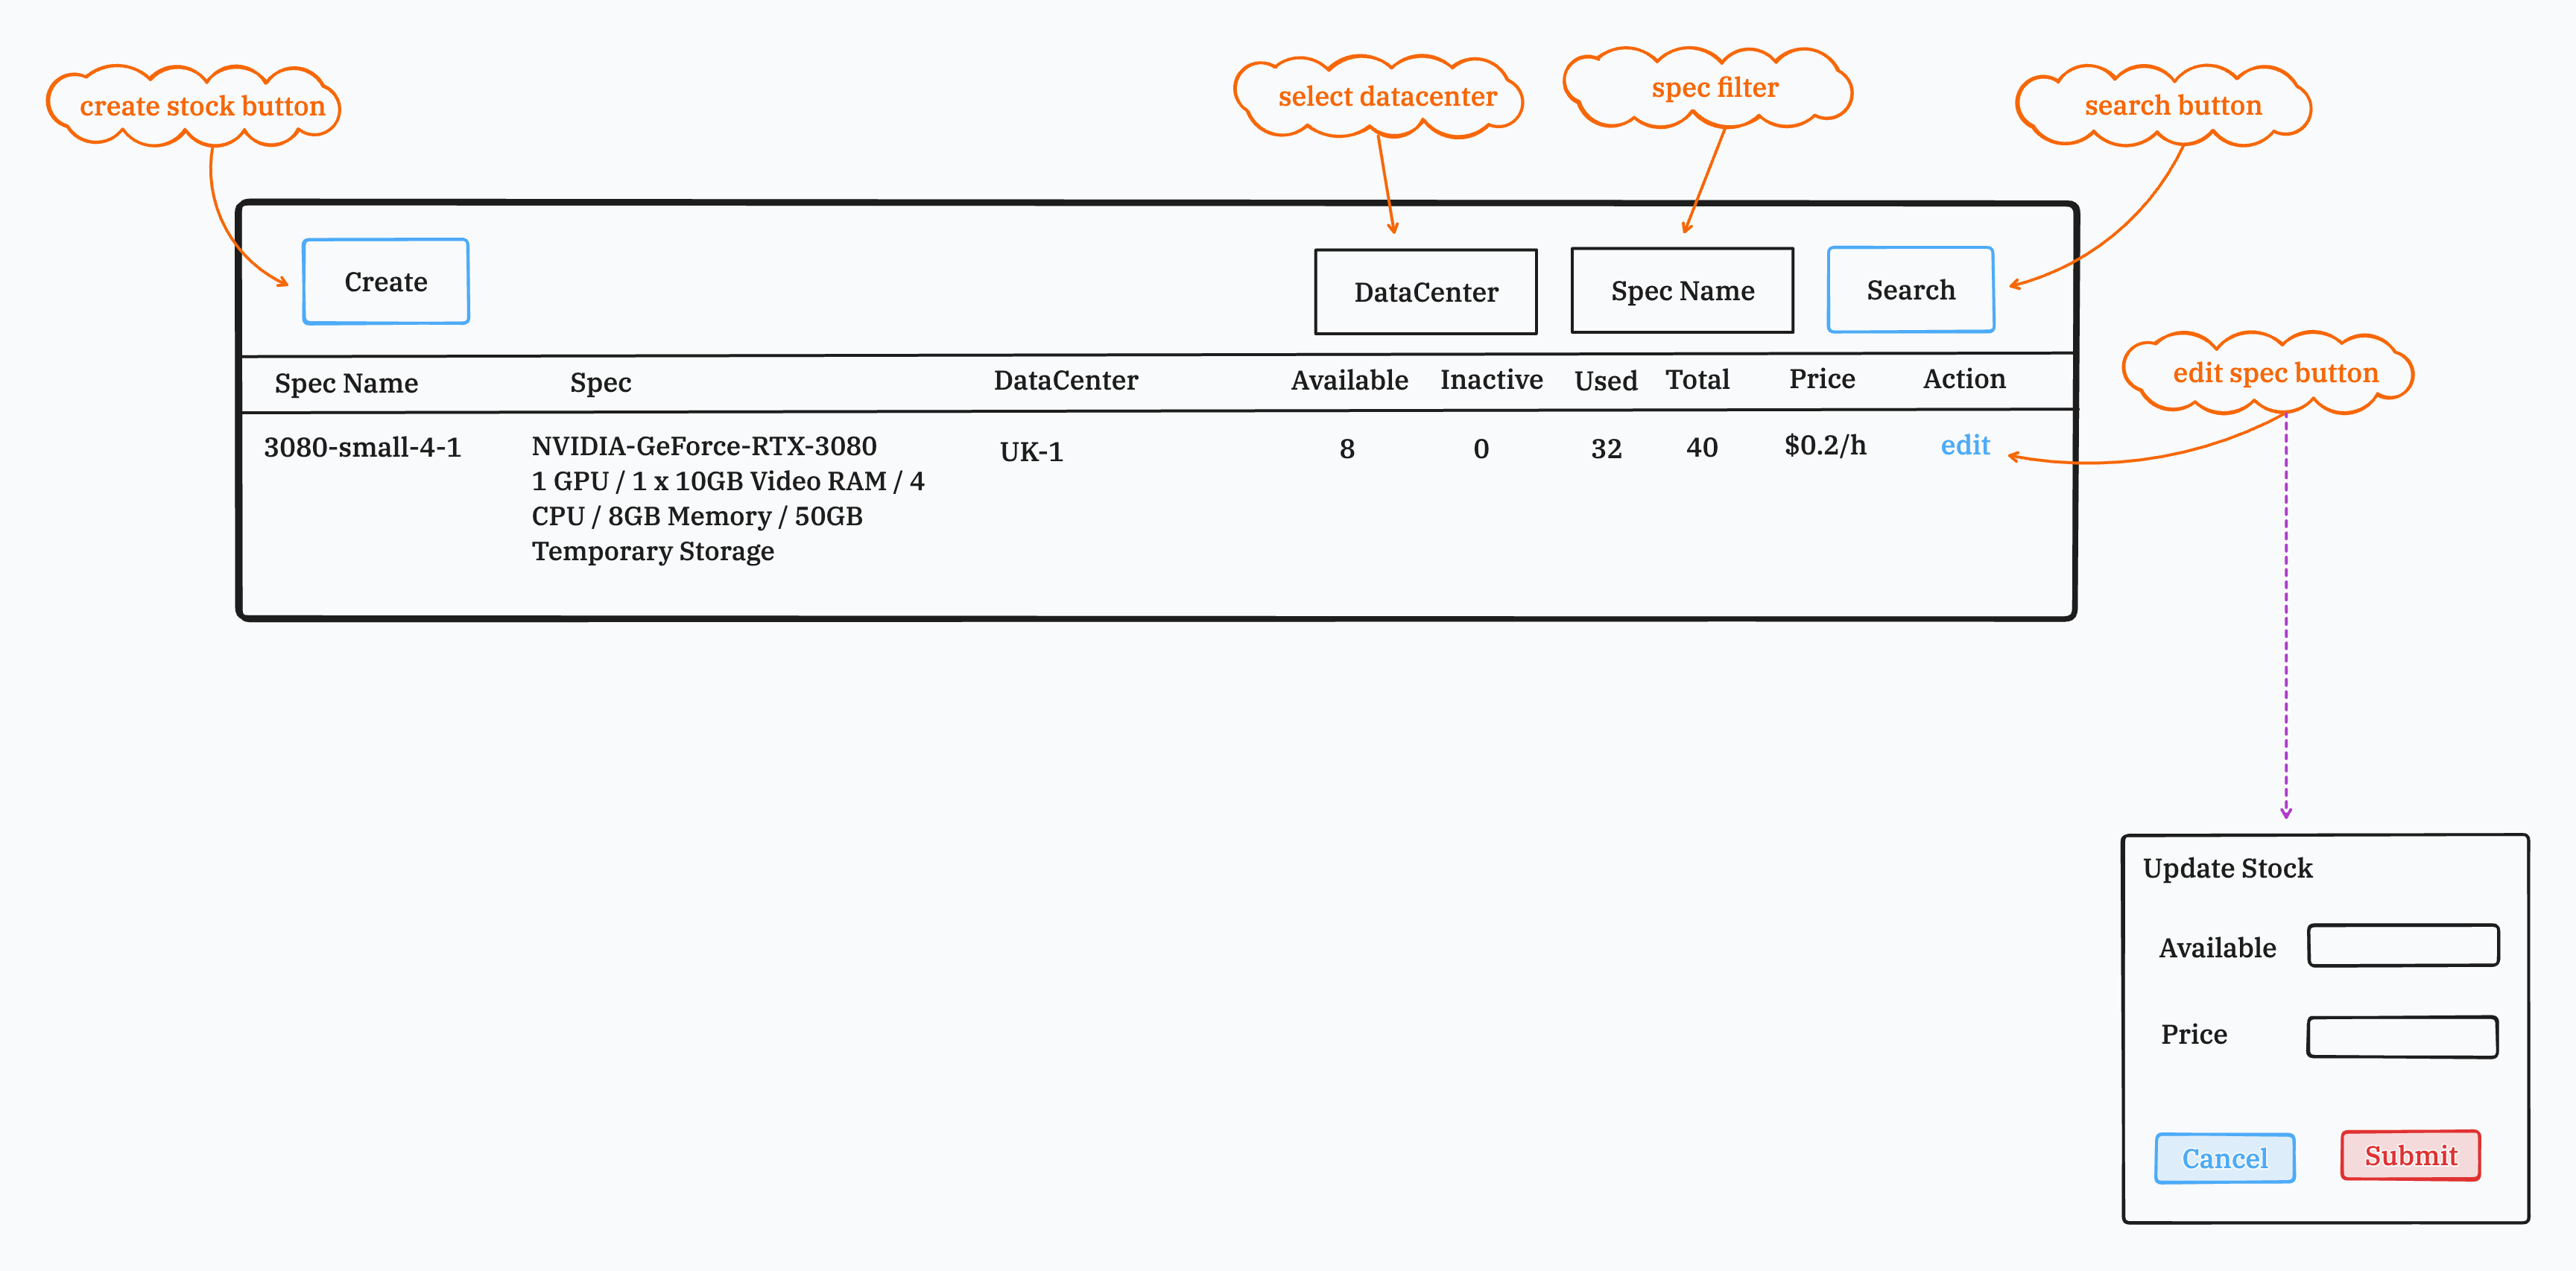 create stock button
select datacenter
spec filter
search button
Create
DataCenter
Spec Name
Search
edit spec button
Spec Name
Spec
DataCenter
Available
Inactive
Used
Total
Price
Action
3080-small-4-1
NVIDIA-GeForce-RTX-3080
1 GPU / 1 x 10GB Video RAM / 4
CPU / 8GB Memory / 50GB
Temporary Storage
UK-1
8
0
32
40
$0.2/h
edit
Update Stock
Available
Price
Cancel
Submit